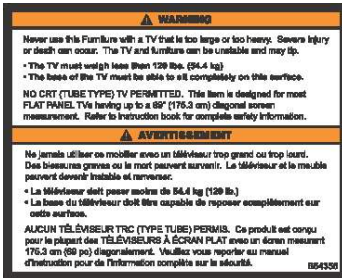 WARNING
Never use this Furniture with a TV that is too large or too heavy. Severe injury
or death can occur. The TV and furniture can be unstable and may tip.
• The TV must weigh less than 120 lbs. (54.4 kg)
• The base of the TV must be able to sit completely on this surface.
NO CRT (TUBE TYPE) TV PERMITTED. This item is designed for most
FLAT PANEL TVs having up to a 69" (175.3 cm) diagonal screen
measurement. Refer to instruction book for complete safety information.
AVERTISSEMENT
Ne jamais utiliser ce mobilier avec un téléviseur trop grand ou trop lourd.
Des blessures graves ou la mort peuvent survenir. Le téléviseur et le meuble
peuvent devenir instable et renverser.
• La téléviseur doit peser moins de 54.4 kg (120 lb.)
• La base du téléviseur doit être capable de reposer complètement sur
cette surface.
AUCUN TÉLÉVISEUR TRC (TYPE TUBE) PERMIS. Ce produit est conçu
pour la plupart des TÉLÉVISEURS À ÉCRAN PLAT avec un écran mesurant
175.3 cm (69 po) diagonalement. Veuillez vous reporter au manuel
d'instruction pour de l'information complète sur la sécurité.